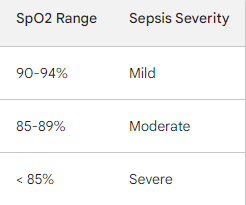 SpO2 Range Sepsis Severity
90-94% Mild
85-89% Moderate
< 85% Severe